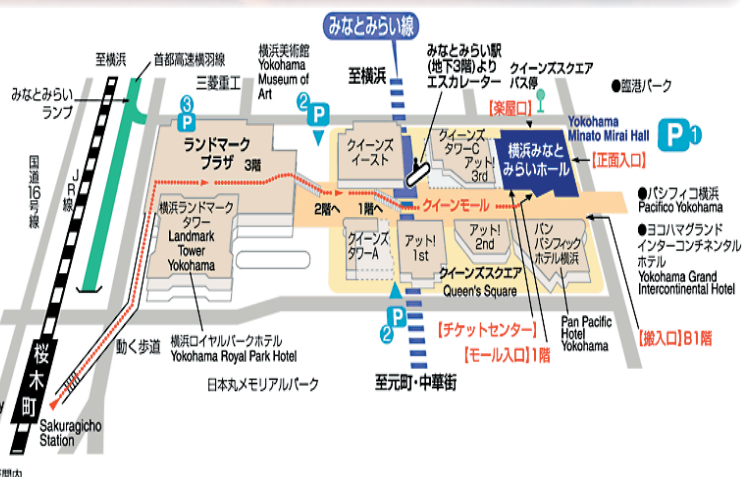 みなとみらい線
至横浜
首都高速横羽線
三菱重工
横浜美術館
Yokohama
Museum of
Art
至横浜
みなとみらい駅
(地下3階)より
エスカレーター
クイーンズスクエア
バス停
●臨港パーク
みなとみらい
ランプ
【楽屋口】
Yokohama
Minato Mirai Hall
P 1
3
P
2
P
ランドマーク
プラザ 3階
クイーンズ
イースト
クイーンズ
タワーC
アット!
3rd
横浜みなと
みらいホール
【正面入口】
国道16号線
JR線
横浜ランドマーク
タワー
Landmark
Tower
Yokohama
2階へ
1階へ
クイーンモール
●パシフィコ横浜
Pacifico Yokohama
●ヨコハマグランド
インターコンチネンタル
ホテル
Yokohama Grand
Intercontinental Hotel
クイーンズ
タワーA
アット!
1st
アット!
2nd
パン
パシフィック
ホテル横浜
クイーンズスクエア
Queen's Square
P
2
【チケットセンター】
【モール入口】1階
Pan Pacific
Hotel
Yokohama
【搬入口】B1階
動く歩道
横浜ロイヤルパークホテル
Yokohama Royal Park Hotel
日本丸メモリアルパーク
至元町・中華街
桜木町
Sakuragicho
Station